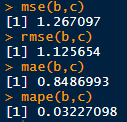 > mse(b,c)
[1] 1.267097
> rmse(b,c)
[1] 1.125654
> mae(b,c)
[1] 0.8486993
> mape(b,c)
[1] 0.03227098